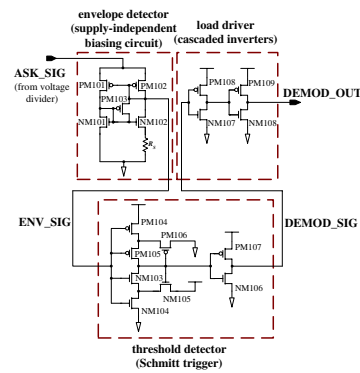 envelope detector
(supply-independent
biasing circuit)
load driver
(cascaded inverters)
ASK_SIG
(from voltage
divider)
PM101
PM102
PM103
NM101
NM102
Rs
PM108
PM109
NM107
NM108
DEMOD_OUT
ENV_SIG
DEMOD_SIG
PM104
PM106
PM105
PM107
NM103
NM105
NM106
NM104
threshold detector
(Schmitt trigger)